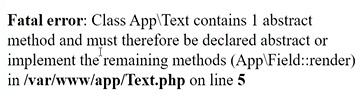 Fatal error: Class App\Text contains 1 abstract
method and must therefore be declared abstract or
implement the remaining methods (App\Field::render)
in /var/www/app/Text.php on line 5